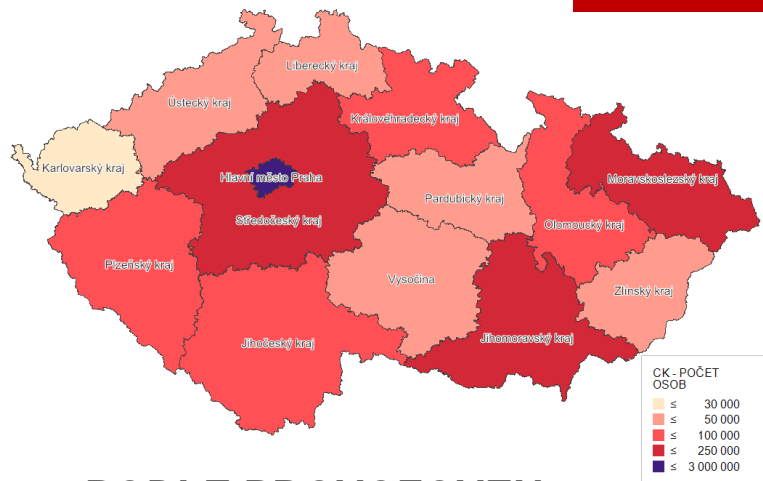 Liberecký kraj
Ústecký kraj
Královéhradecký kraj
Karlovarský kraj
Hlavní město Praha
Moravskoslezský kraj
Pardubický kraj
Středočeský kraj
Olomoucký kraj
Plzeňský kraj
Vysočina
Zlínský kraj
Jihočeský kraj
Jihomoravský kraj
CK - POČET
OSOB
≤ 30 000
≤ 50 000
≤ 100 000
≤ 250 000
≤ 3 000 000